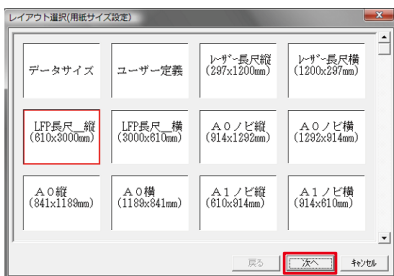 レイアウト選択(用紙サイズ設定)
データサイズ
ユーザー定義
ﾚｰｻﾞｰ長尺縦
(297x1200mm)
ﾚｰｻﾞｰ長尺横
(1200x297mm)
LFP長尺__縦
(610x3000mm)
LFP長尺__横
(3000x610mm)
A0ノビ縦
(914x1292mm)
A0ノビ横
(1292x914mm)
A0縦
(841x1189mm)
A0横
(1189x841mm)
A1ノビ縦
(610x914mm)
A1ノビ横
(914x610mm)
戻る
次へ
ｷｬﾝｾﾙ